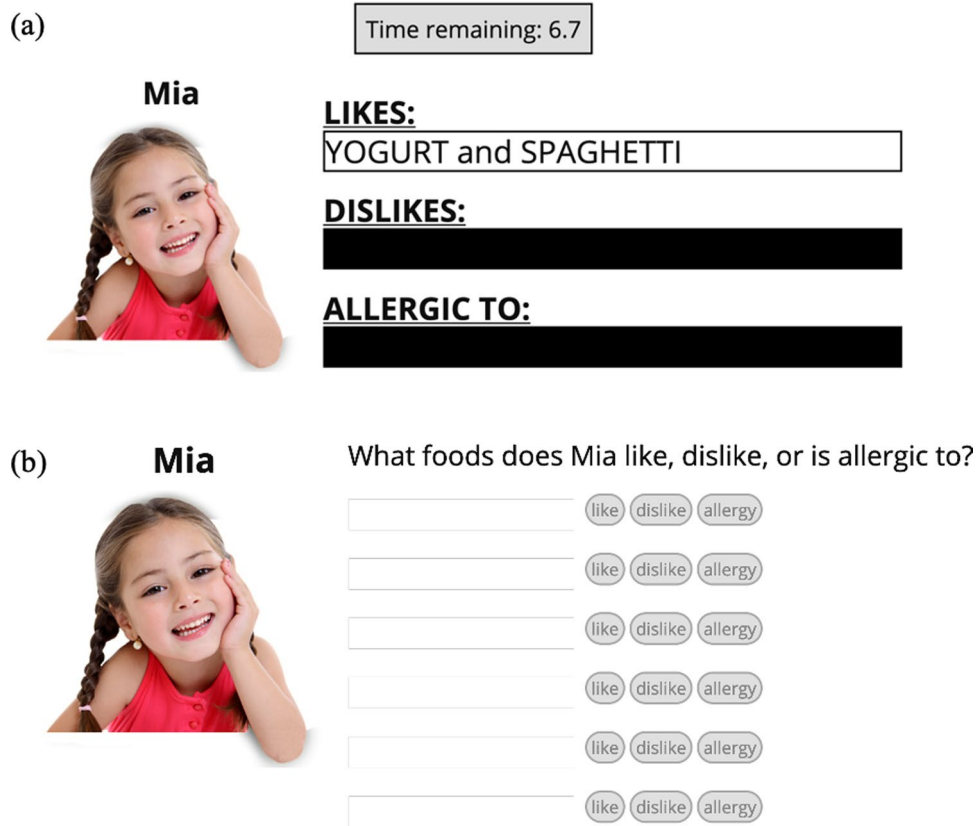 (a)
Time remaining: 6.7
Mia
LIKES:
YOGURT and SPAGHETTI
DISLIKES:
ALLERGIC TO:
(b)
Mia
What foods does Mia like, dislike, or is allergic to?
like dislike allergy
like dislike allergy
like dislike allergy
like dislike allergy
like dislike allergy
like dislike allergy